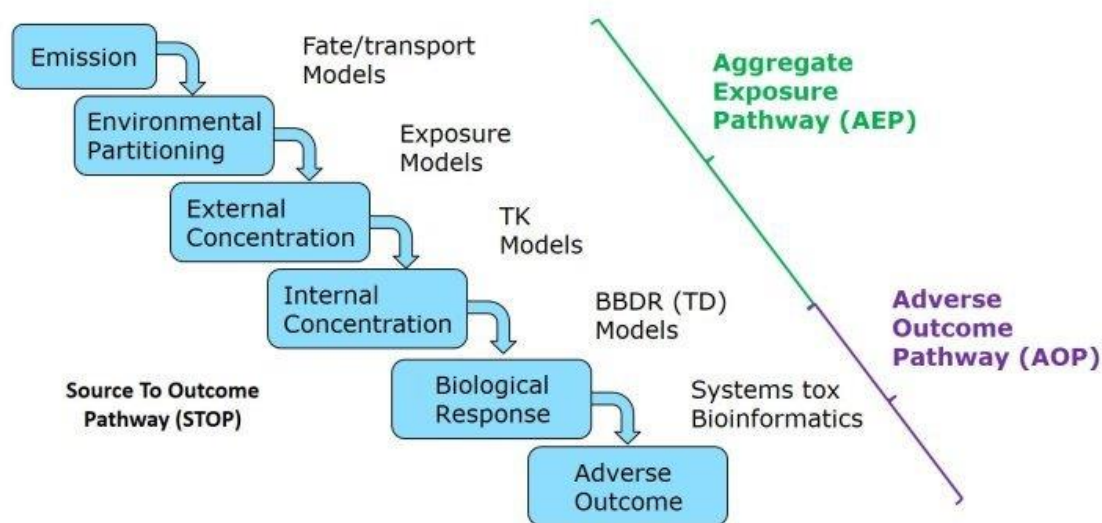 Emission
Fate/transport
Models
Environmental
Partitioning
Exposure
Models
External
Concentration
TK
Models
Internal
Concentration
BBDR (TD)
Models
Biological
Response
Systems tox
Bioinformatics
Adverse
Outcome
Source To Outcome
Pathway (STOP)
Aggregate
Exposure
Pathway (AEP)
Adverse
Outcome
Pathway (AOP)